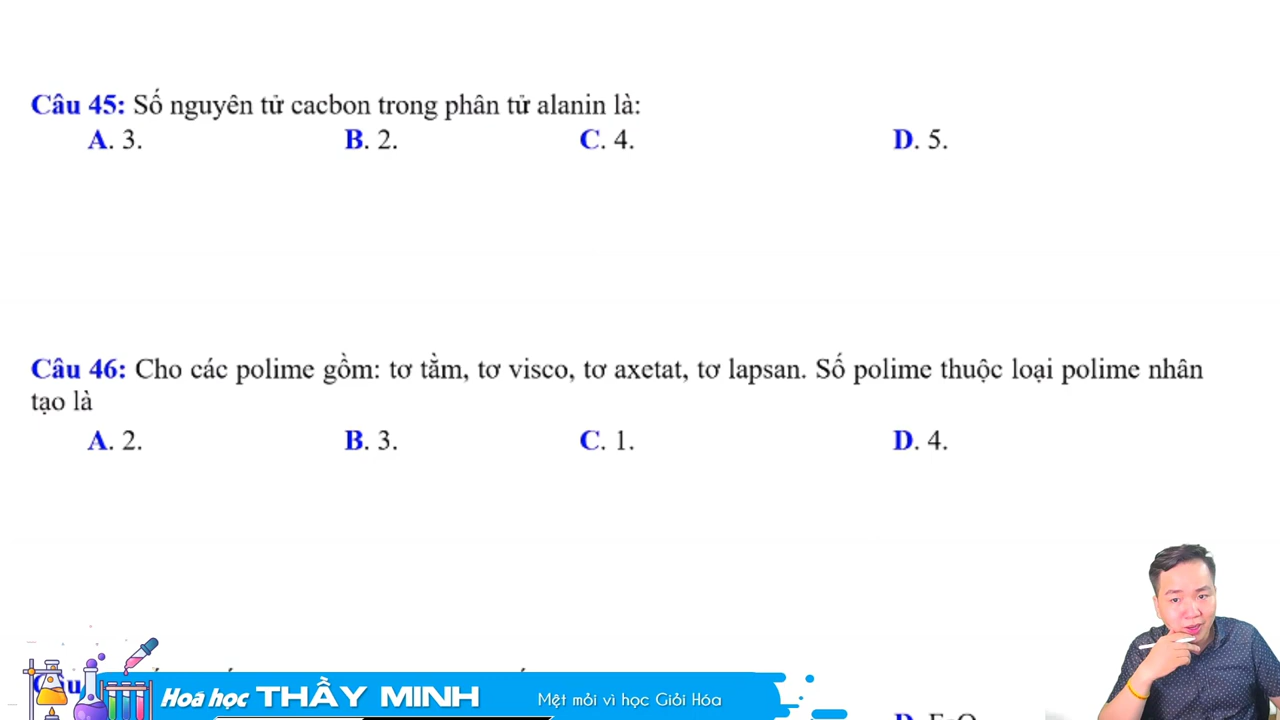 Câu 45: Số nguyên tử cacbon trong phân tử alanin là:
A. 3. B. 2. C. 4. D. 5.
Câu 46: Cho các polime gồm: tơ tằm, tơ visco, tơ axetat, tơ lapsan. Số polime thuộc loại polime nhân
tạo là
A. 2. B. 3. C. 1. D. 4.
Hoá học THẦY MINH Mệt mỏi vì học Giỏi Hóa